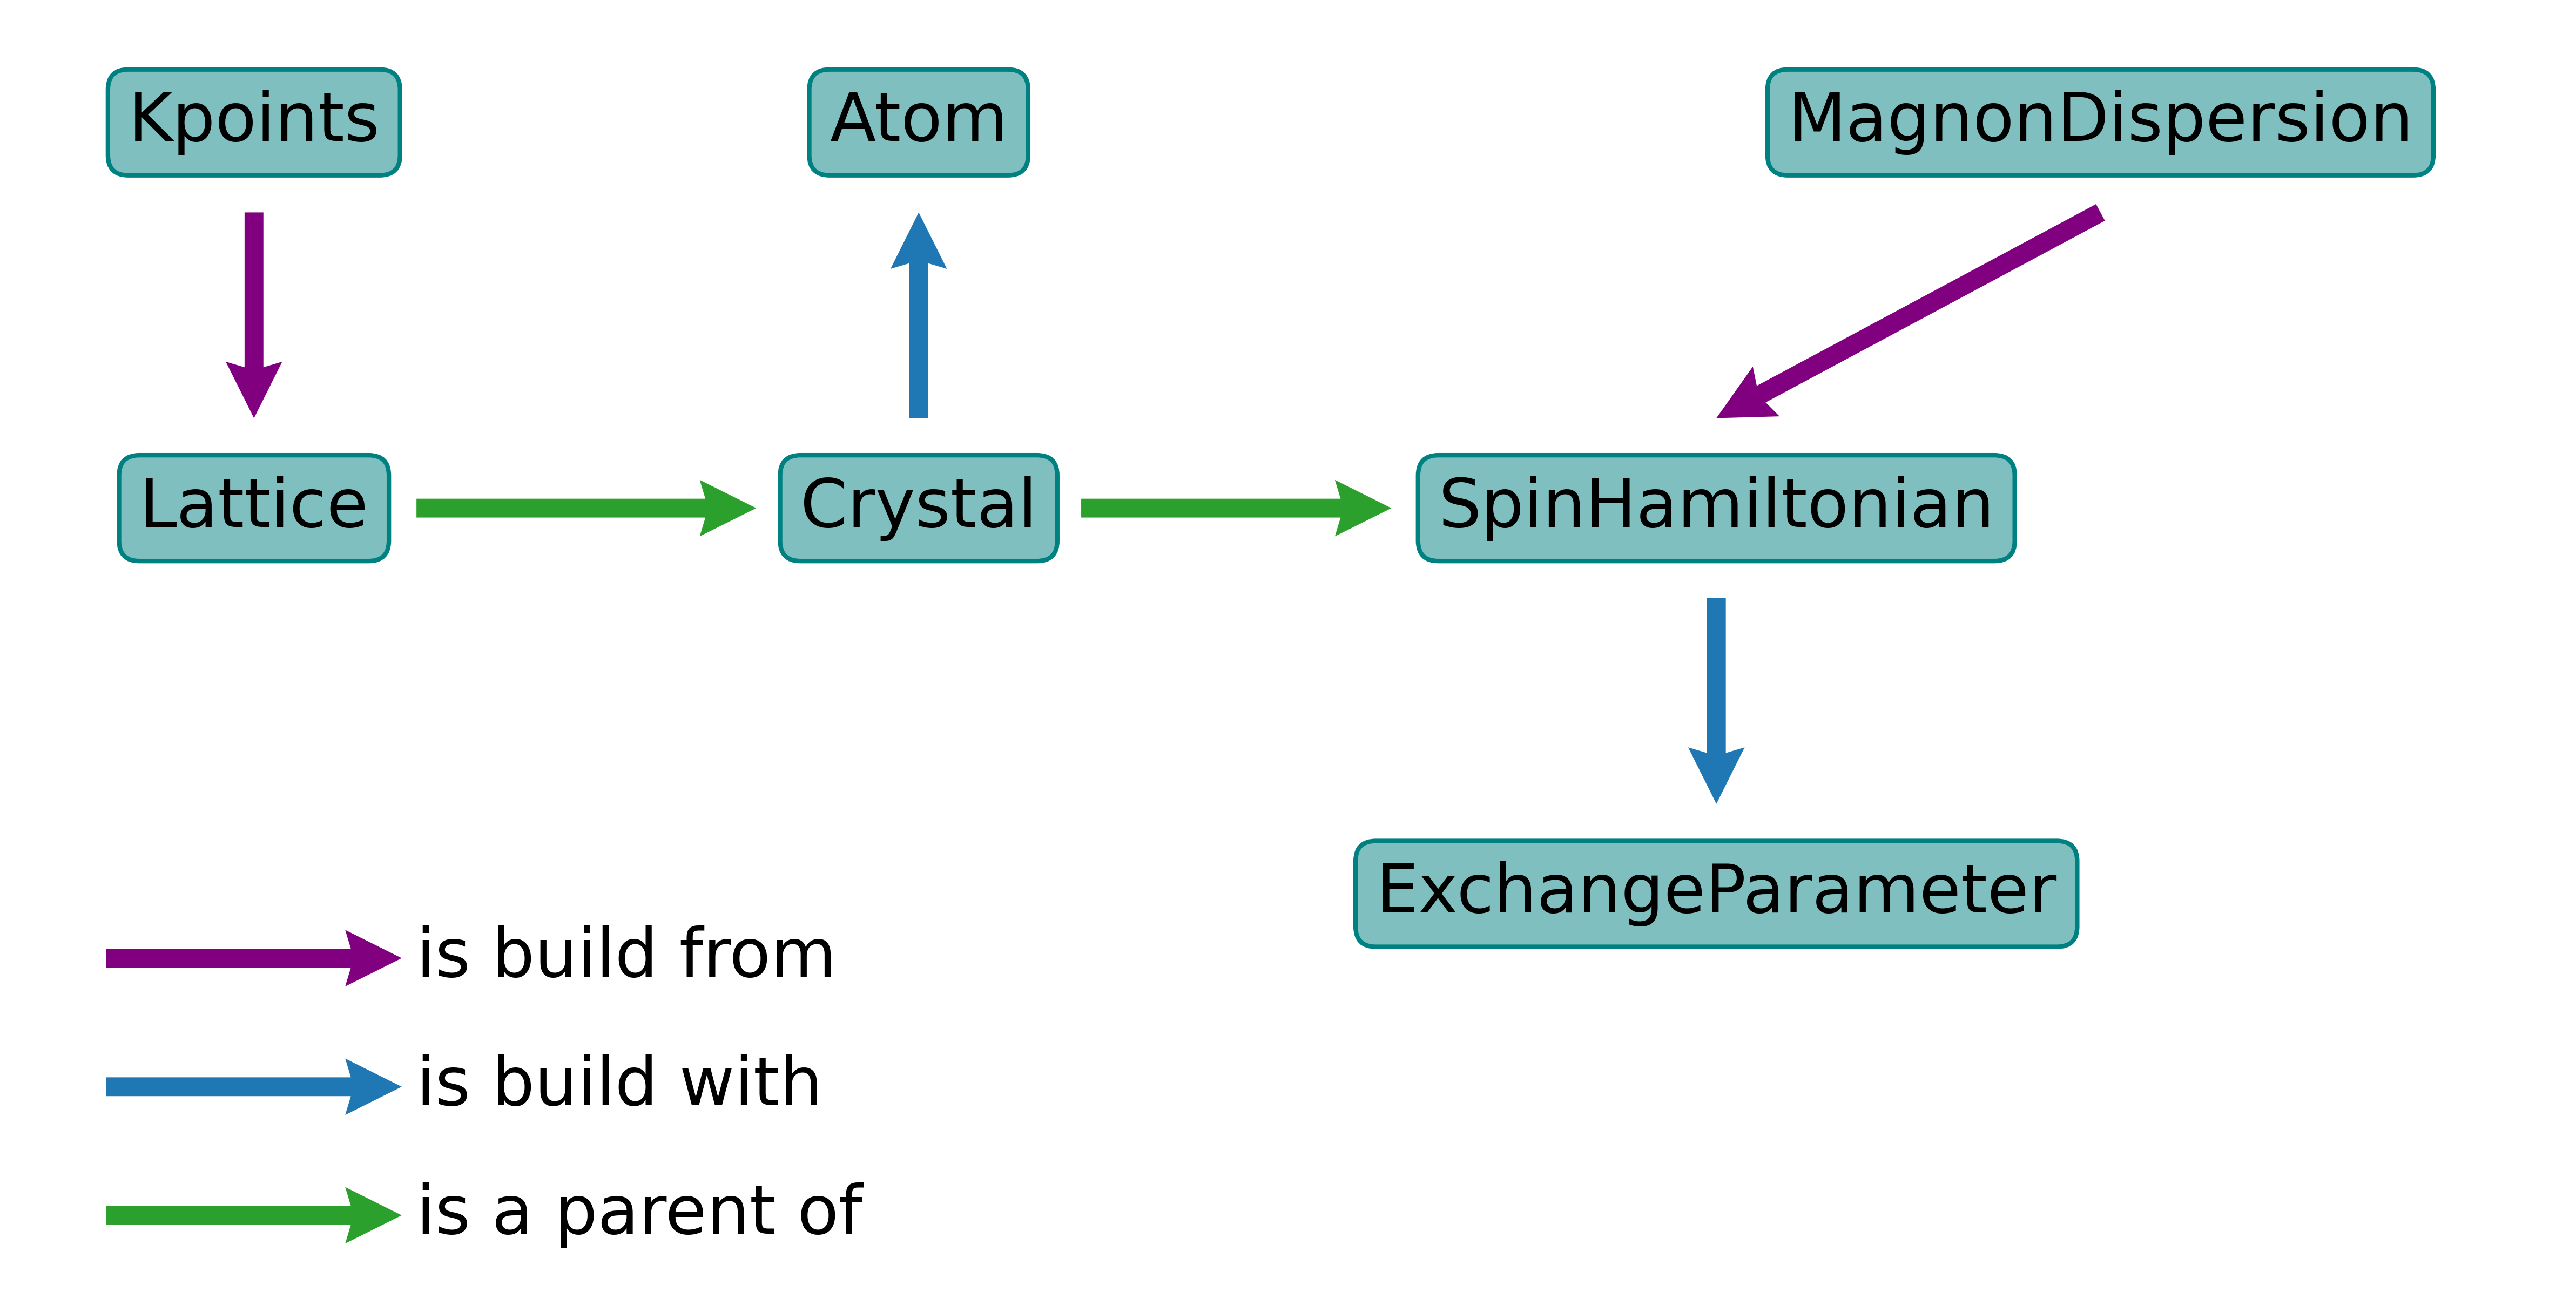 Kpoints
Atom
MagnonDispersion
Lattice
Crystal
SpinHamiltonian
ExchangeParameter
is build from
is build with
is a parent of